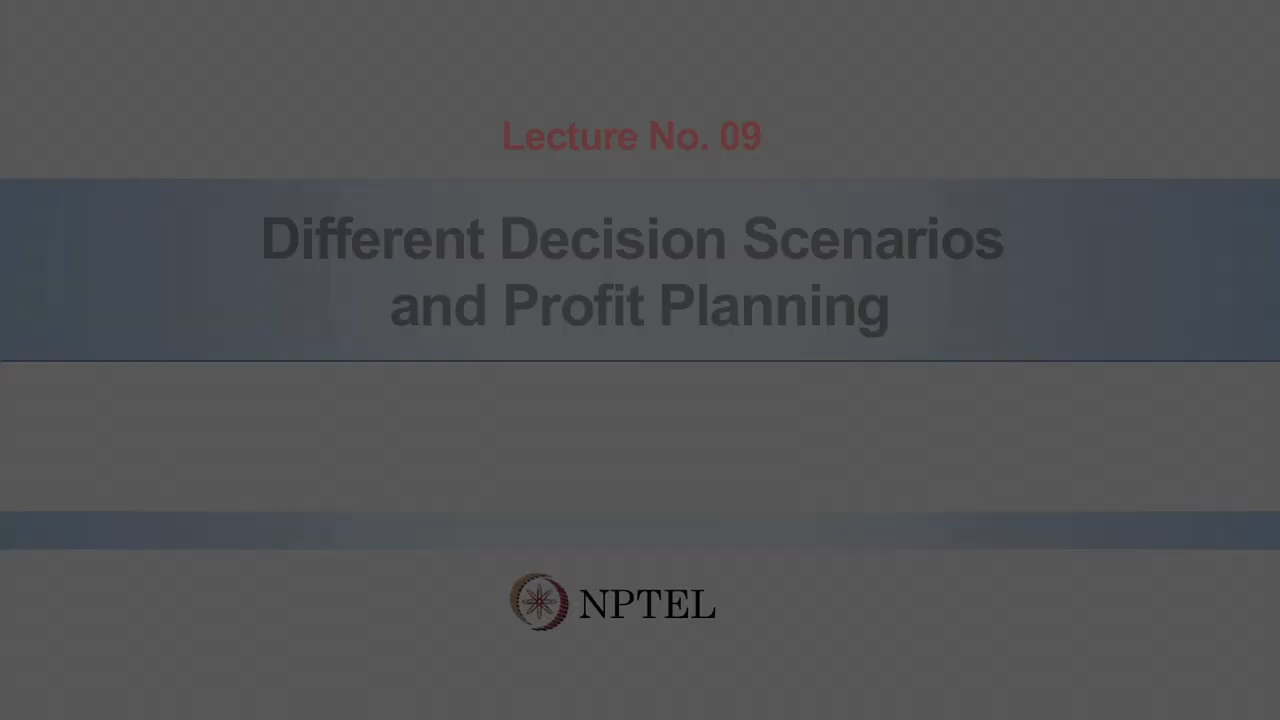 Lecture No. 09
Different Decision Scenarios
and Profit Planning
NPTEL